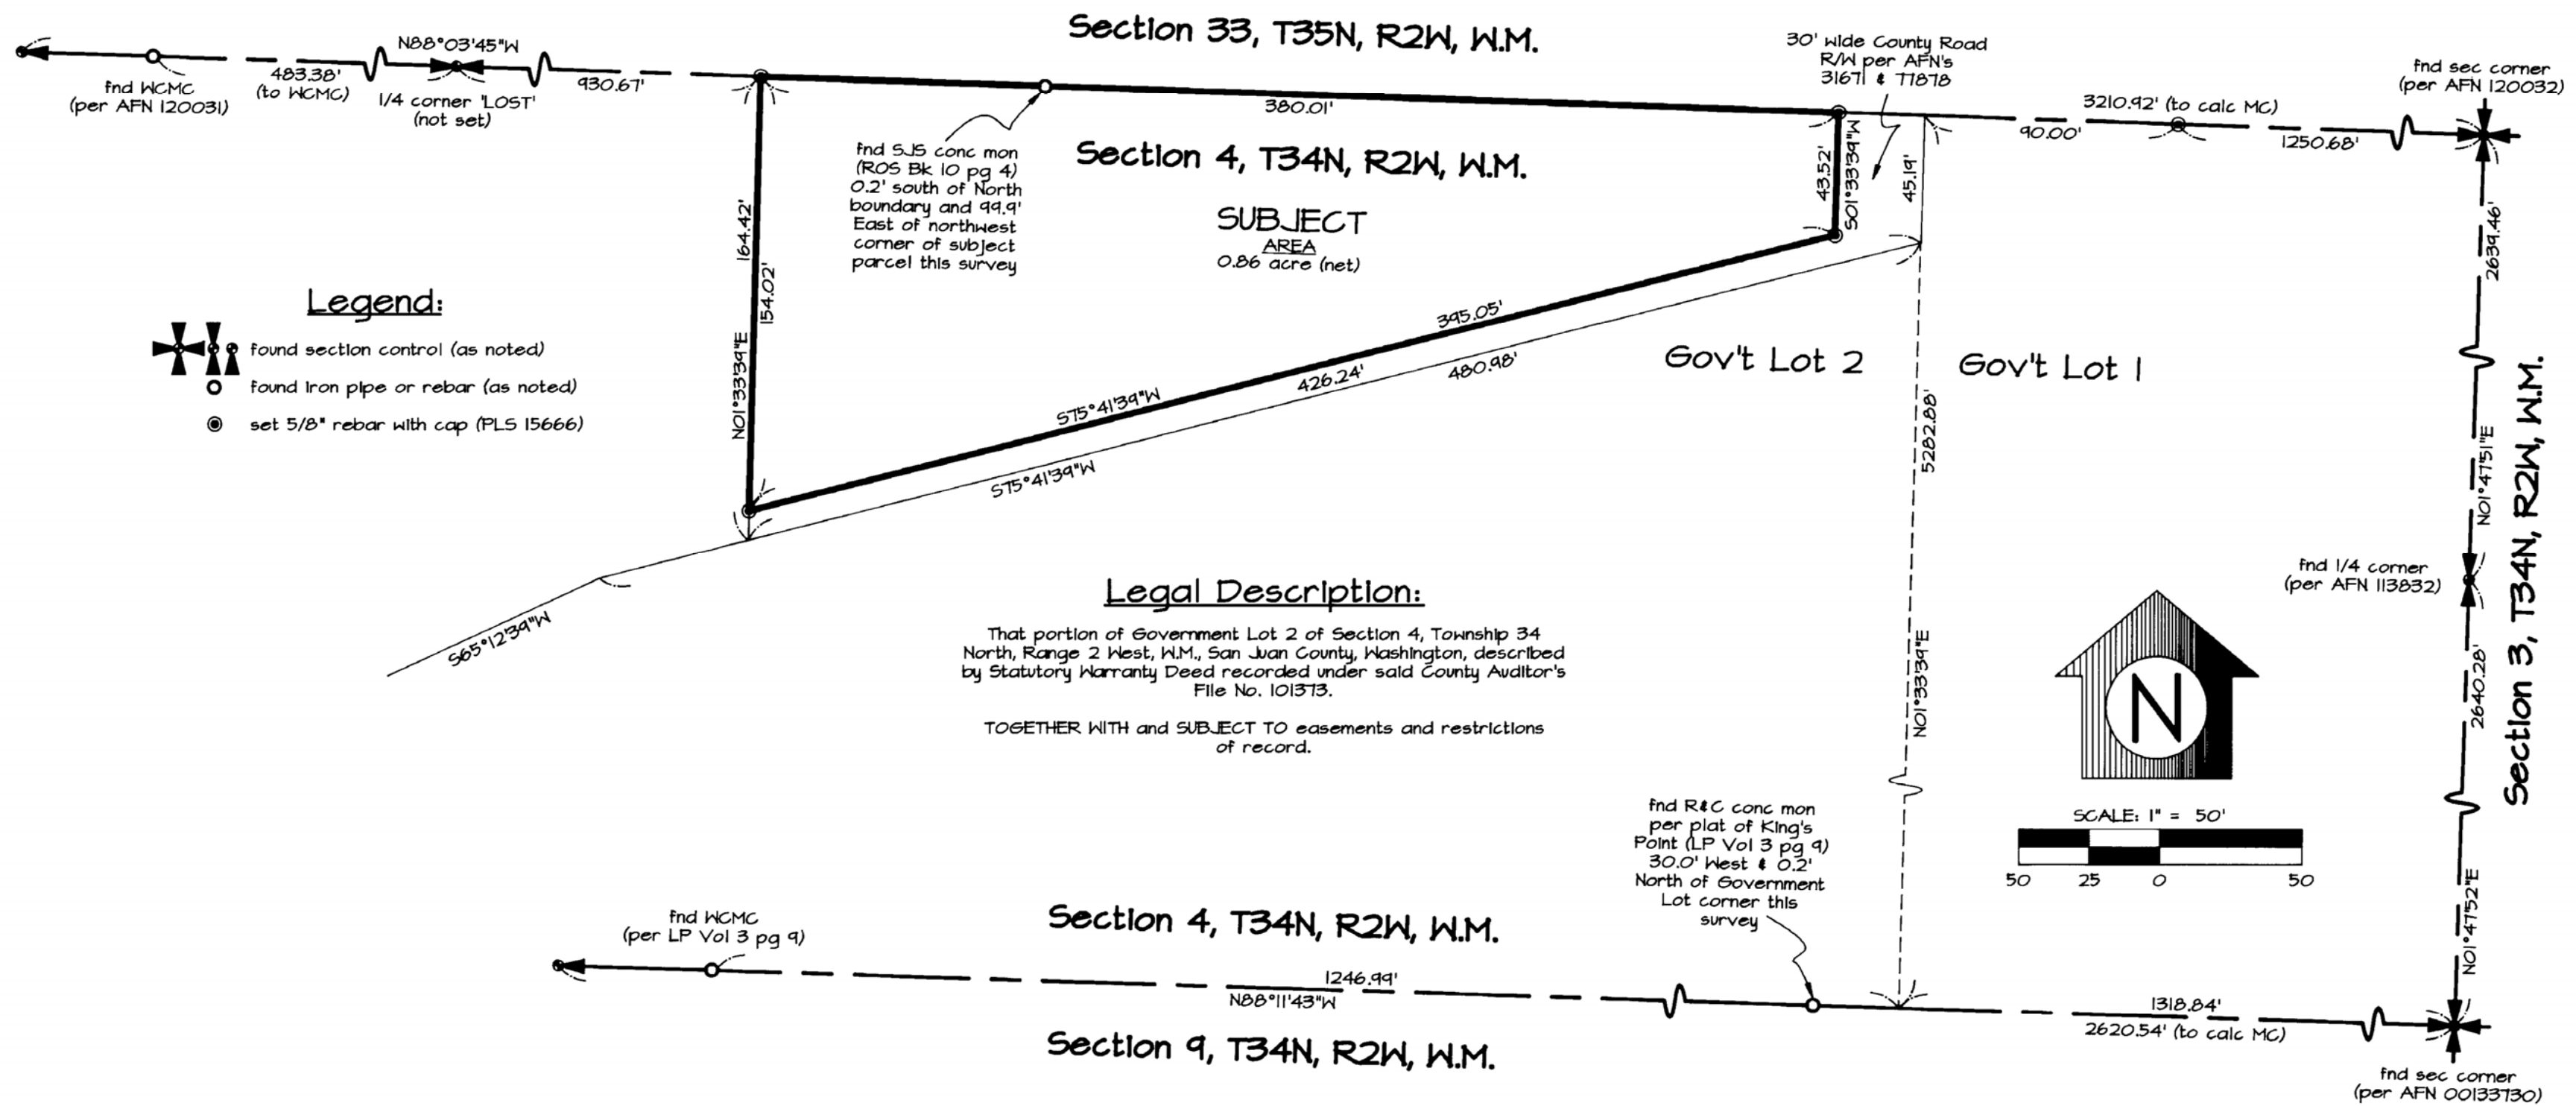 Section 33, T35N, R2W, W.M.
N88°03'45"W
483.38'
(to WCMC)
930.67'
fnd WCMC
(per AFN 120031)
1/4 corner 'LOST'
(not set)
380.01'
30' wide County Road
R/W per AFN's
31671 & 77878
3210.92' (to calc MC)
90.00'
1250.68'
fnd sec corner
(per AFN 120032)
fnd SJS conc mon
(ROS Bk 10 pg 4)
0.2' south of North
boundary and 99.9'
East of northwest
corner of subject
parcel this survey
Section 4, T34N, R2W, W.M.
SUBJECT
AREA
0.86 acre (net)
43.52'
S01°33'39"W
45.19'
164.42'
154.02'
N01°33'39"E
395.05'
S75°41'39"W
426.24'
480.98'
S75°41'39"W
S65°12'39"W
Legend:
found section control (as noted)
found iron pipe or rebar (as noted)
set 5/8" rebar with cap (PLS 15666)
Gov't Lot 2
Gov't Lot 1
5282.88'
N01°33'39"E
2639.46'
N01°47'51"E
fnd 1/4 corner
(per AFN 113832)
2640.28'
N01°47'52"E
Section 3, T34N, R2W, W.M.
Legal Description:
That portion of Government Lot 2 of Section 4, Township 34
North, Range 2 West, W.M., San Juan County, Washington, described
by Statutory Warranty Deed recorded under said County Auditor's
File No. 101373.
TOGETHER WITH and SUBJECT TO easements and restrictions
of record.
N
SCALE: 1" = 50'
50 25 0 50
fnd R&C conc mon
per plat of King's
Point (LP Vol 3 pg 9)
30.0' West & 0.2'
North of Government
Lot corner this
survey
fnd WCMC
(per LP Vol 3 pg 9)
Section 4, T34N, R2W, W.M.
1246.99'
N88°11'43"W
1318.84'
2620.54' (to calc MC)
Section 9, T34N, R2W, W.M.
fnd sec corner
(per AFN 00133730)